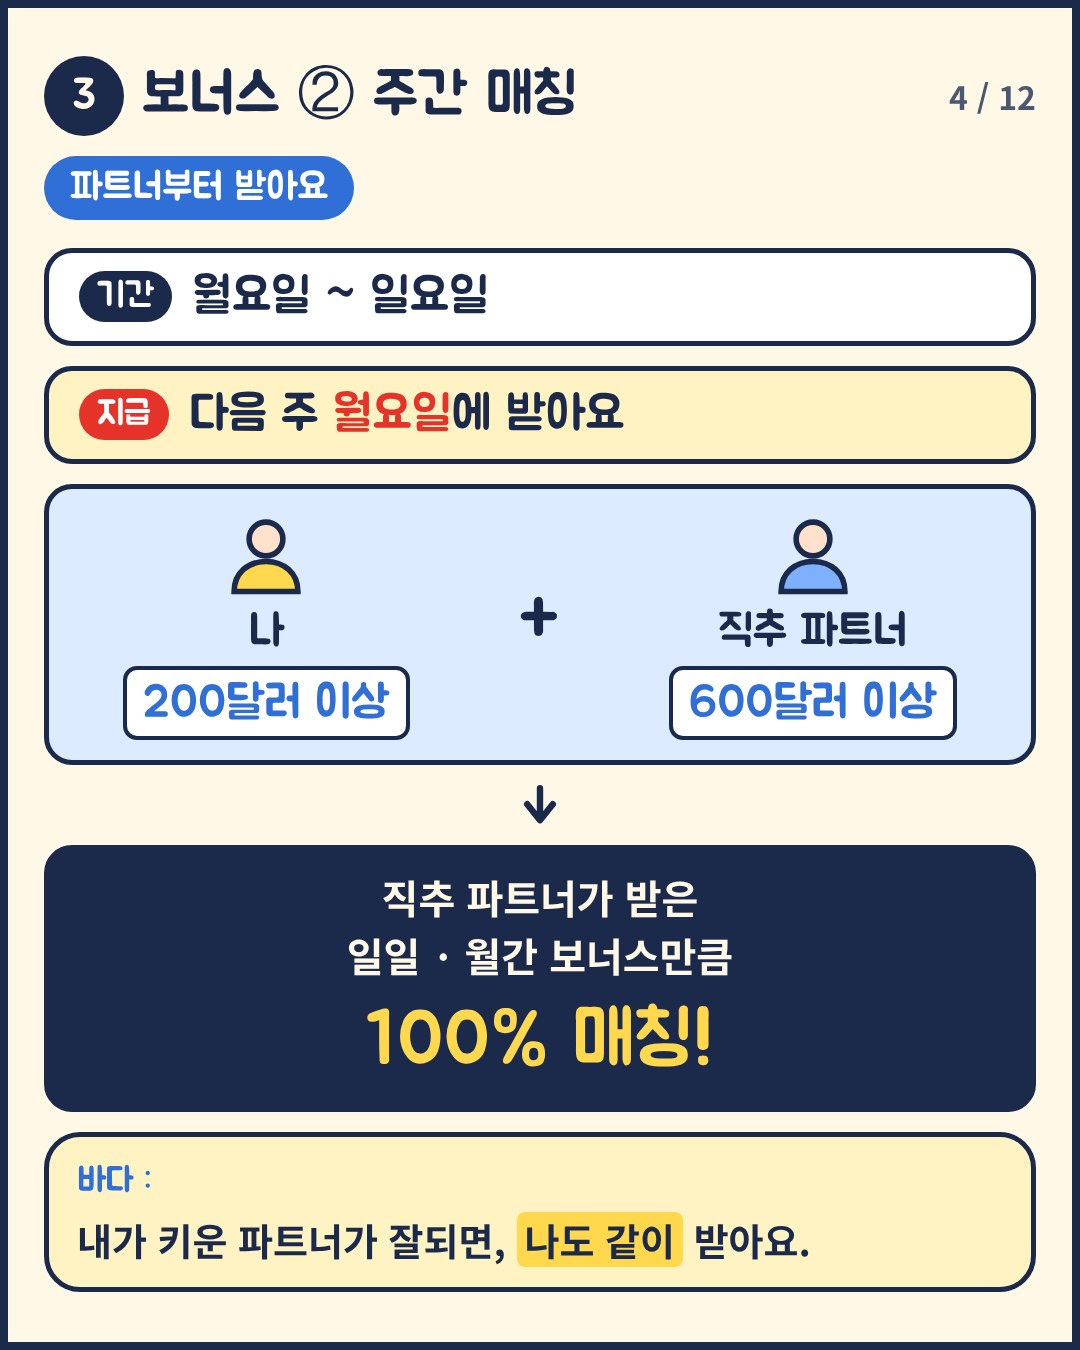 3 보너스 ② 주간 매칭
4 / 12
파트너부터 받아요
기간 월요일 ~ 일요일
지급 다음 주 월요일에 받아요
나
+
직추 파트너
200달러 이상
600달러 이상
직추 파트너가 받은
일일 · 월간 보너스만큼
100% 매칭!
바다 :
내가 키운 파트너가 잘되면, 나도 같이 받아요.